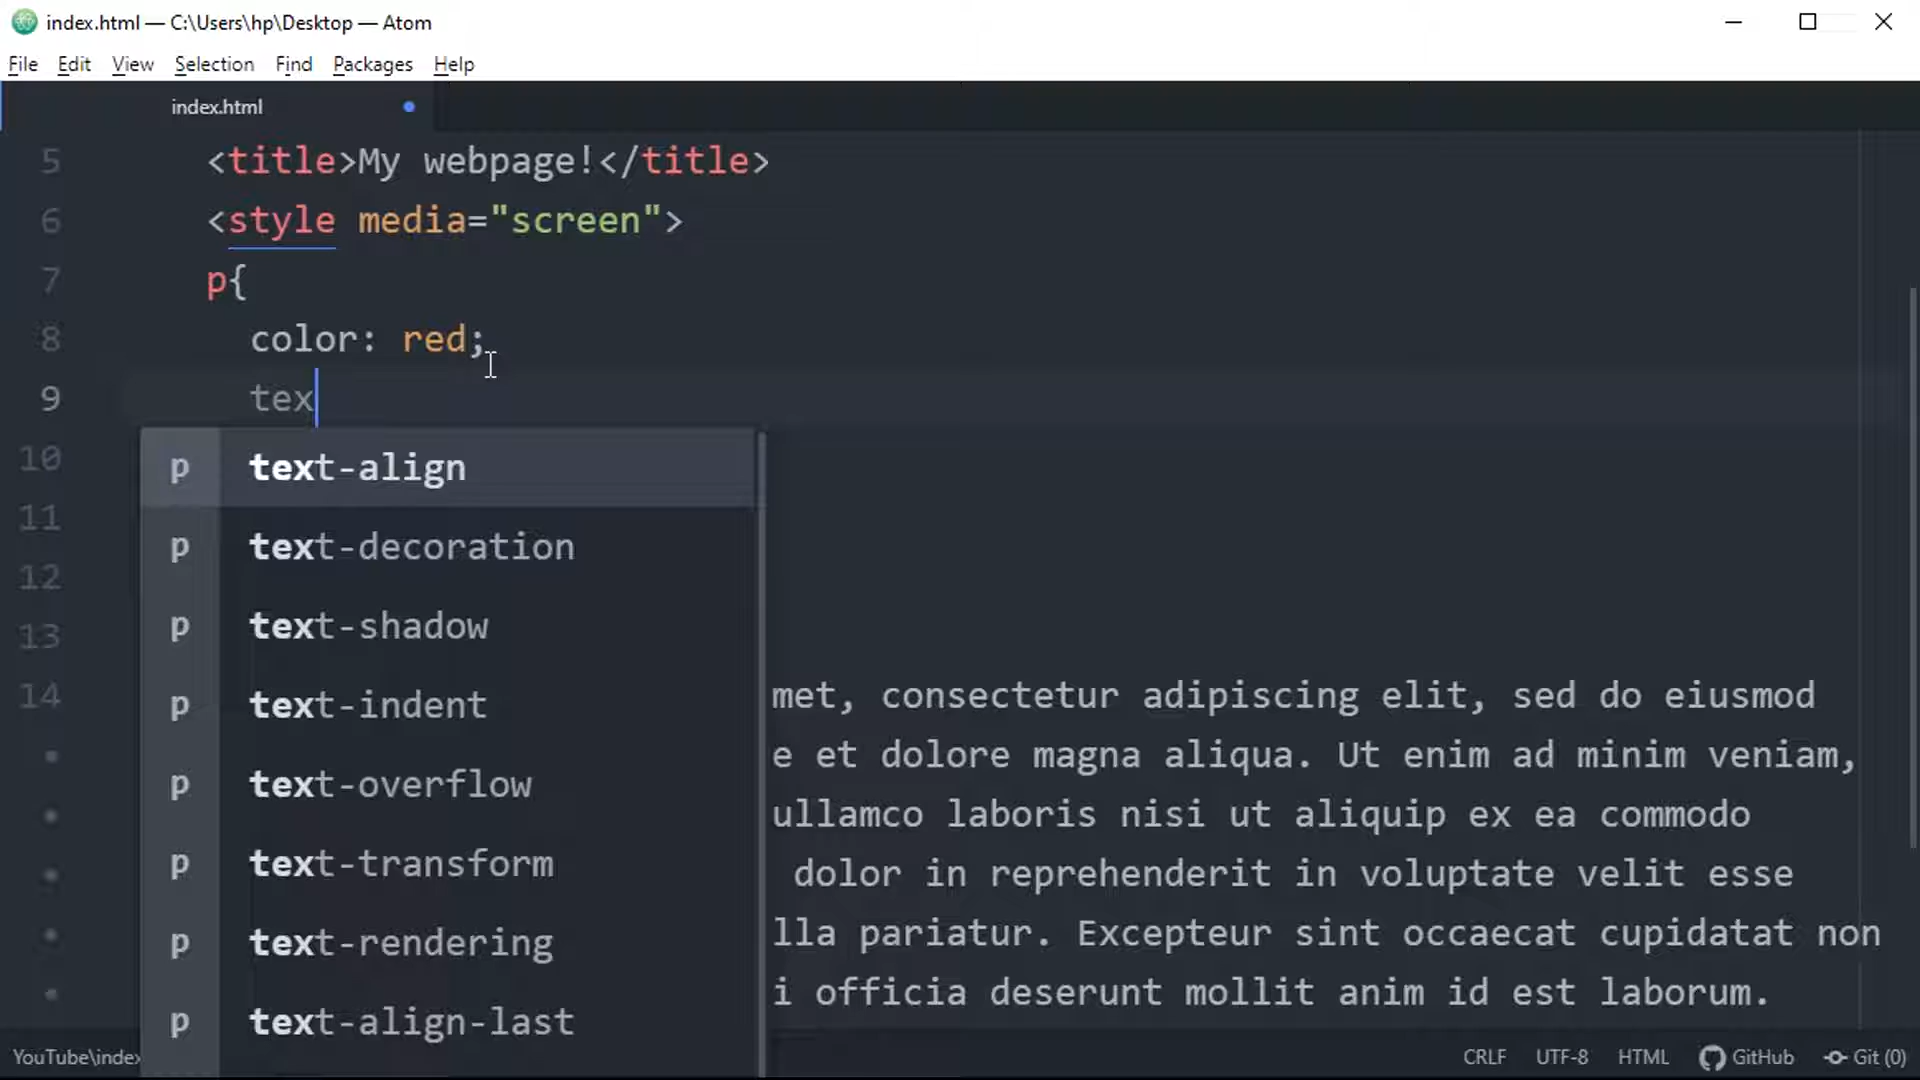 index.html — C:\Users\hp\Desktop — Atom
File Edit View Selection Find Packages Help
index.html
5 <title>My webpage!</title>
6 <style media="screen">
7 p{
8 color: red;
9 tex
10
11
12
13
14
p text-align
p text-decoration
p text-shadow
p text-indent
p text-overflow
p text-transform
p text-rendering
p text-align-last
met, consectetur adipiscing elit, sed do eiusmod
e et dolore magna aliqua. Ut enim ad minim veniam,
ullamco laboris nisi ut aliquip ex ea commodo
dolor in reprehenderit in voluptate velit esse
lla pariatur. Excepteur sint occaecat cupidatat non
i officia deserunt mollit anim id est laborum.
YouTube\index CRLF UTF-8 HTML GitHub Git (0)